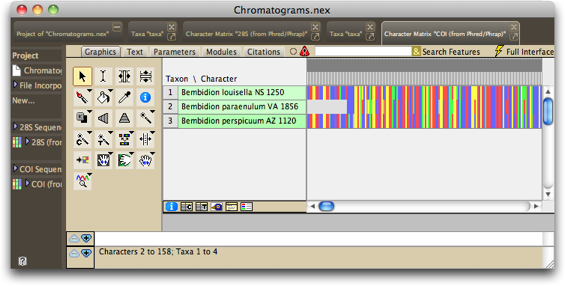 Chromatograms.nex
Project of "Chromatograms.nex"
Taxa "taxa"
Character Matrix "28S (from Phred/Phrap)"
Taxa "taxa"
Character Matrix "COI (from Phred/Phrap)"
Project
Graphics Text Parameters Modules Citations Search Features Full Interface
Chromatog
File Incorpo
New...
28S Sequen
28S (from
COI Sequen
COI (from
Taxon \ Character
1 Bembidion louisella NS 1250
2 Bembidion paraenulum VA 1856
3 Bembidion perspicuum AZ 1120
Characters 2 to 158; Taxa 1 to 4